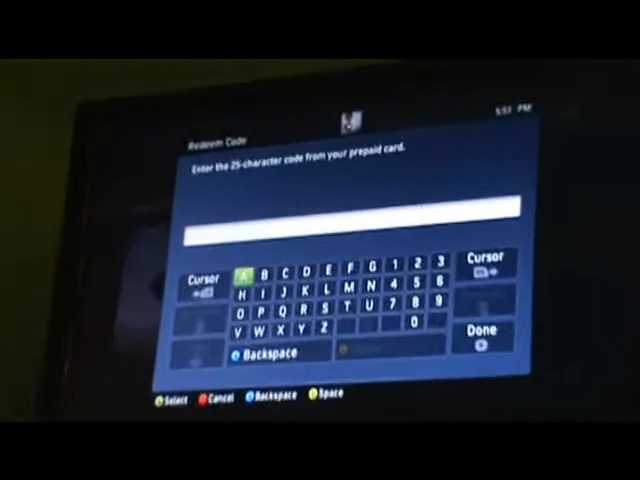 5:51 PM
Redeem Code
Enter the 25-character code from your prepaid card.
Cursor A B C D E F G 1 2 3 Cursor
H I J K L M N 4 5 6
O P Q R S T U 7 8 9
V W X Y Z 0 Done
Backspace
Select Cancel Backspace Space